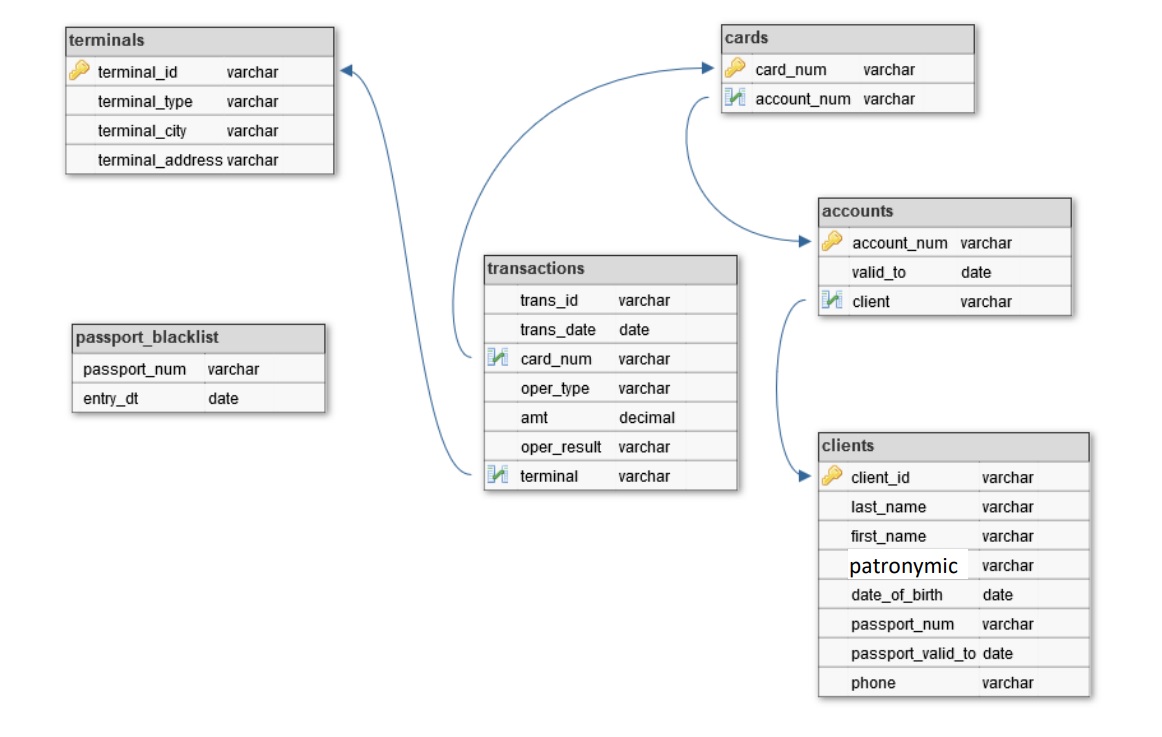 terminals
terminal_id varchar
terminal_type varchar
terminal_city varchar
terminal_address varchar
cards
card_num varchar
account_num varchar
accounts
account_num varchar
valid_to date
client varchar
transactions
trans_id varchar
trans_date date
card_num varchar
oper_type varchar
amt decimal
oper_result varchar
terminal varchar
passport_blacklist
passport_num varchar
entry_dt date
clients
client_id varchar
last_name varchar
first_name varchar
patronymic varchar
date_of_birth date
passport_num varchar
passport_valid_to date
phone varchar